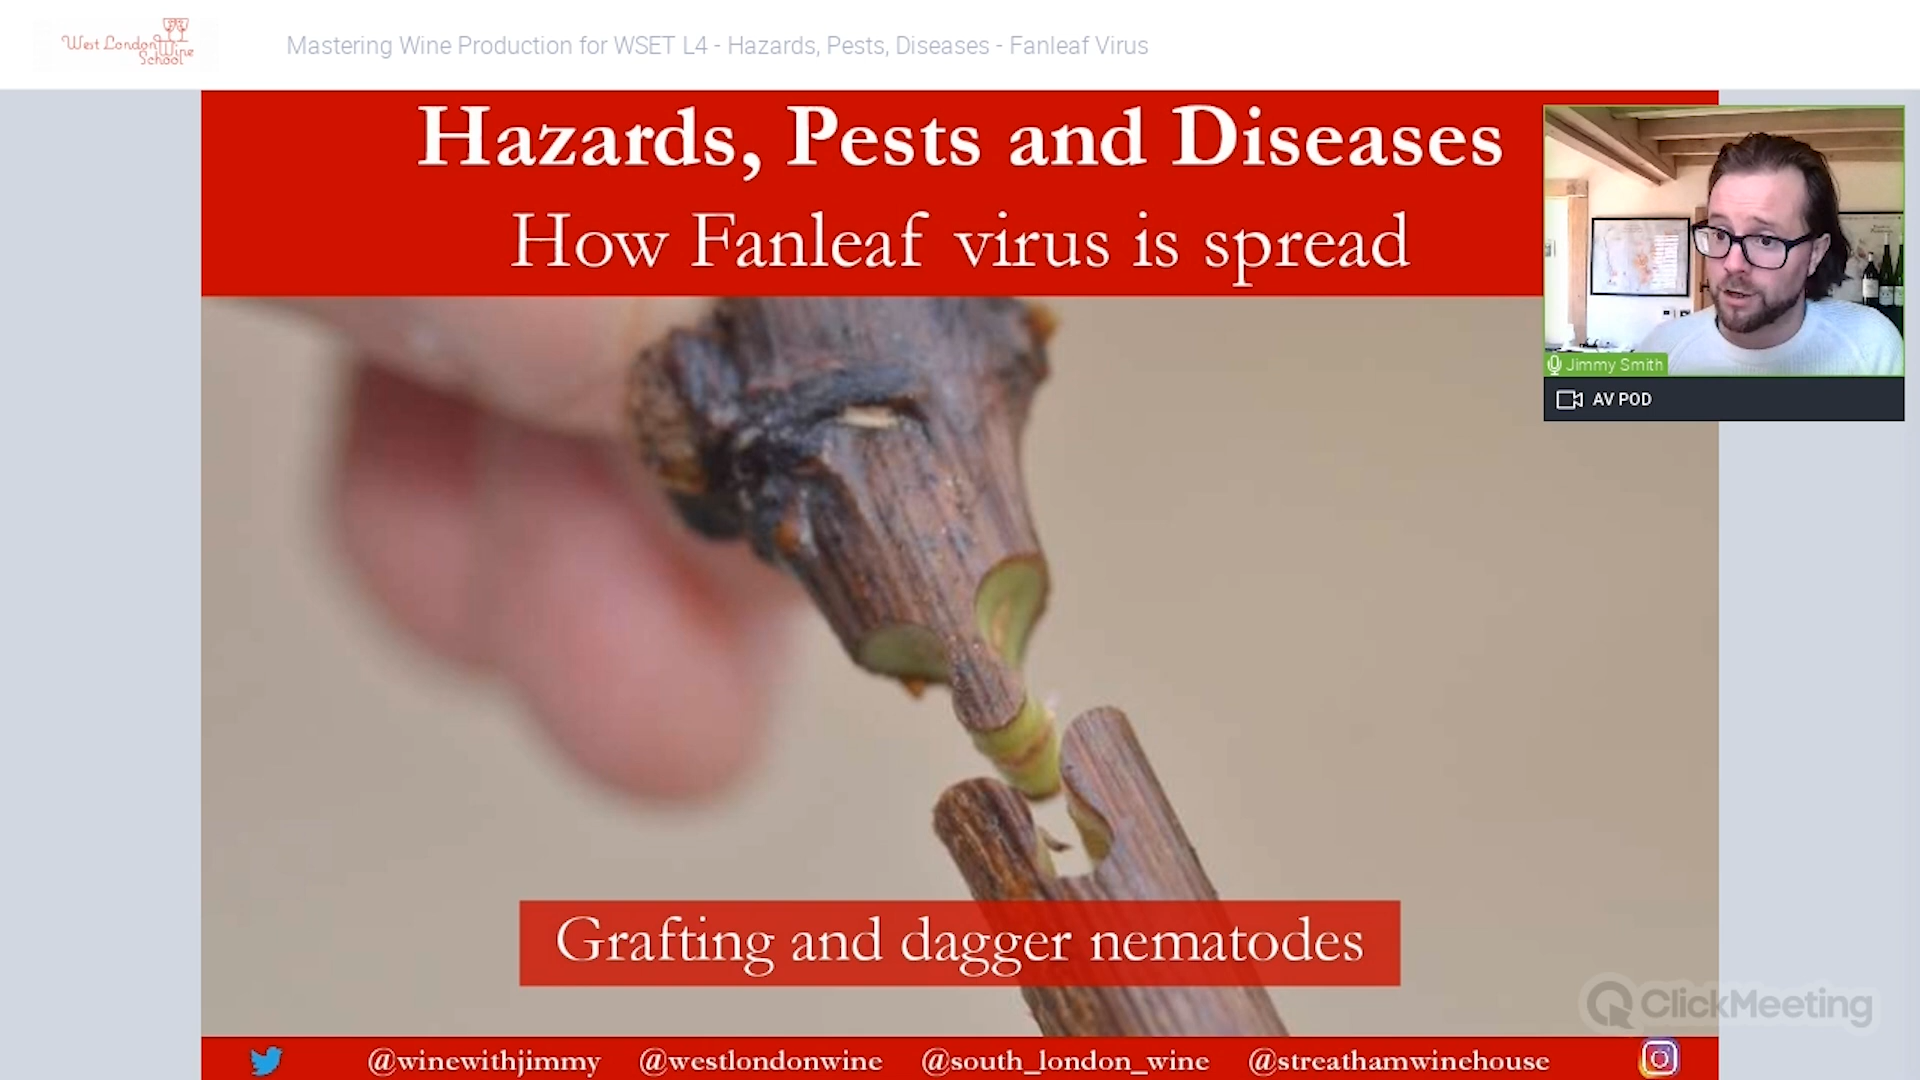 West London Wine School
Mastering Wine Production for WSET L4 - Hazards, Pests, Diseases - Fanleaf Virus
Hazards, Pests and Diseases
How Fanleaf virus is spread
Jimmy Smith
AV POD
Grafting and dagger nematodes
ClickMeeting
@winewithjimmy @westlondonwine @south_london_wine @streathamwinehouse